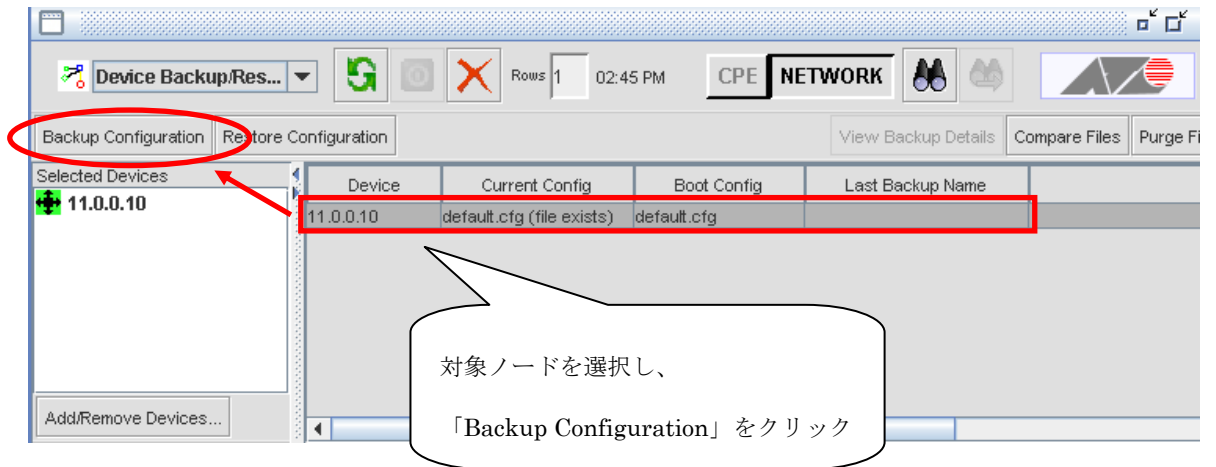 Device Backup/Res...
Rows 1
02:45 PM
CPE
NETWORK
Backup Configuration
Restore Configuration
View Backup Details
Compare Files
Purge Fi
Selected Devices
11.0.0.10
Device
Current Config
Boot Config
Last Backup Name
11.0.0.10
default.cfg (file exists)
default.cfg
対象ノードを選択し、
「Backup Configuration」をクリック
Add/Remove Devices...